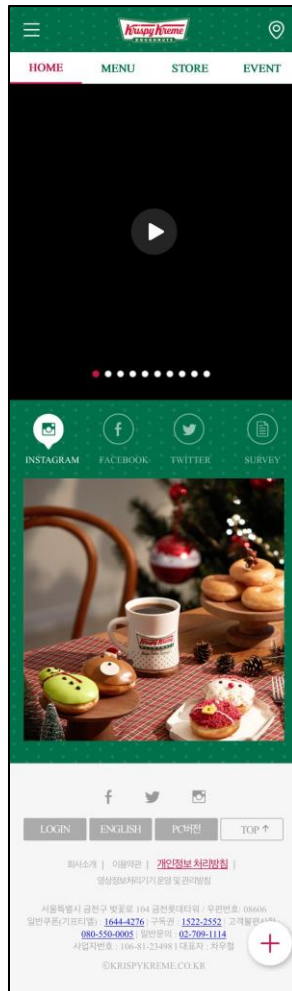 Krispy Kreme
DOUGHNUTS
HOME MENU STORE EVENT
INSTAGRAM FACEBOOK TWITTER SURVEY
Krispy Kreme
LOGIN ENGLISH PC버전 TOP ↑
회사소개 | 이용약관 | 개인정보 처리방침 |
영상정보처리기기 운영 및 관리방침
서울특별시 금천구 벚꽃로 104 금천롯데타워 / 우편번호: 08606
일반쿠폰(기프티엘) : 1644-4276 | 구독권 : 1522-2552 | 고객불편
080-550-0005 | 일반문의 : 02-709-1114
사업자번호 : 106-81-23498 | 대표자 : 차우철
©KRISPYKREME.CO.KR